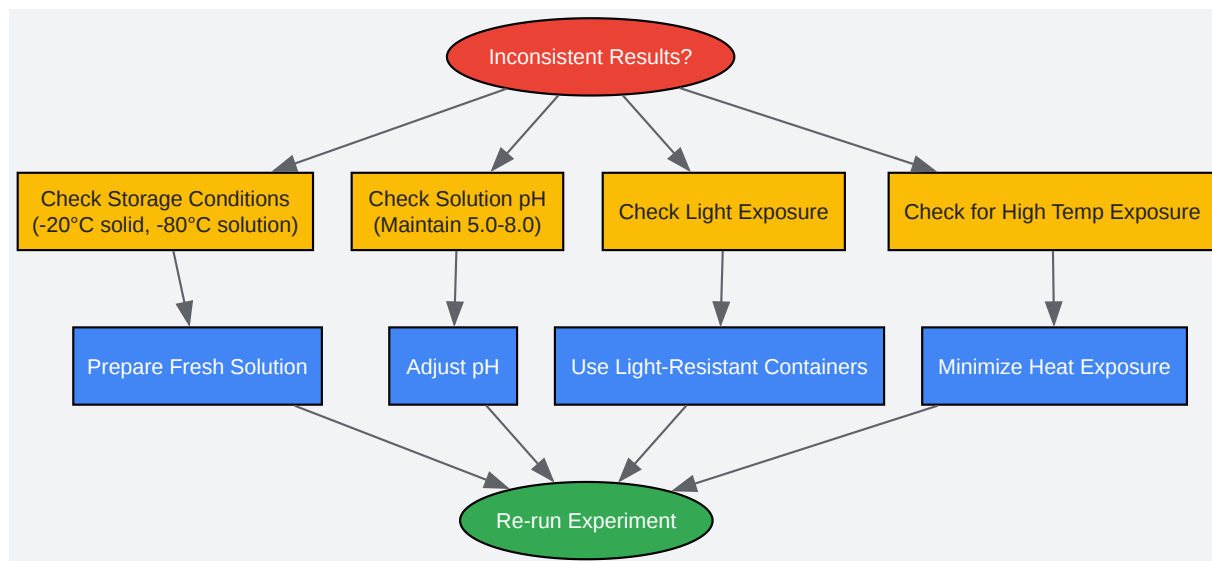 Inconsistent Results?
Check Storage Conditions
(-20°C solid, -80°C solution)
Check Solution pH
(Maintain 5.0-8.0)
Check Light Exposure
Check for High Temp Exposure
Prepare Fresh Solution
Adjust pH
Use Light-Resistant Containers
Minimize Heat Exposure
Re-run Experiment